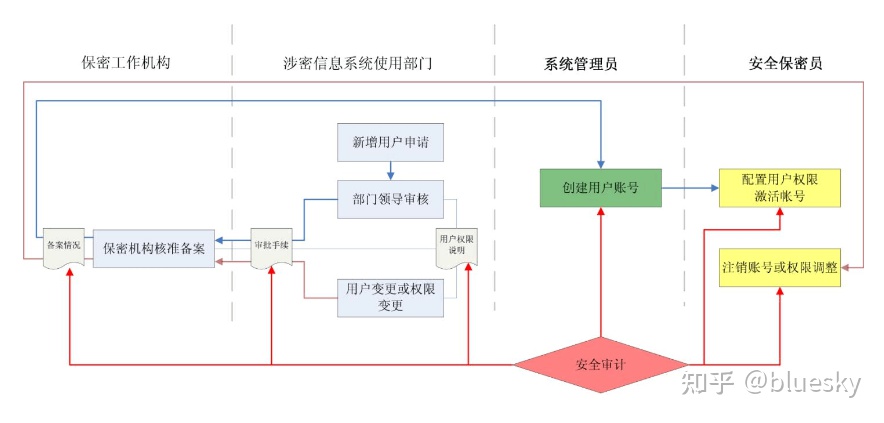 保密工作机构
涉密信息系统使用部门
系统管理员
安全保密员
新增用户申请
部门领导审核
创建用户账号
配置用户权限
激活帐号
备案情况
保密机构核准备案
审批手续
用户权限
说明
注销账号或权限调整
用户变更或权限
变更
安全审计
知乎 @bluesky